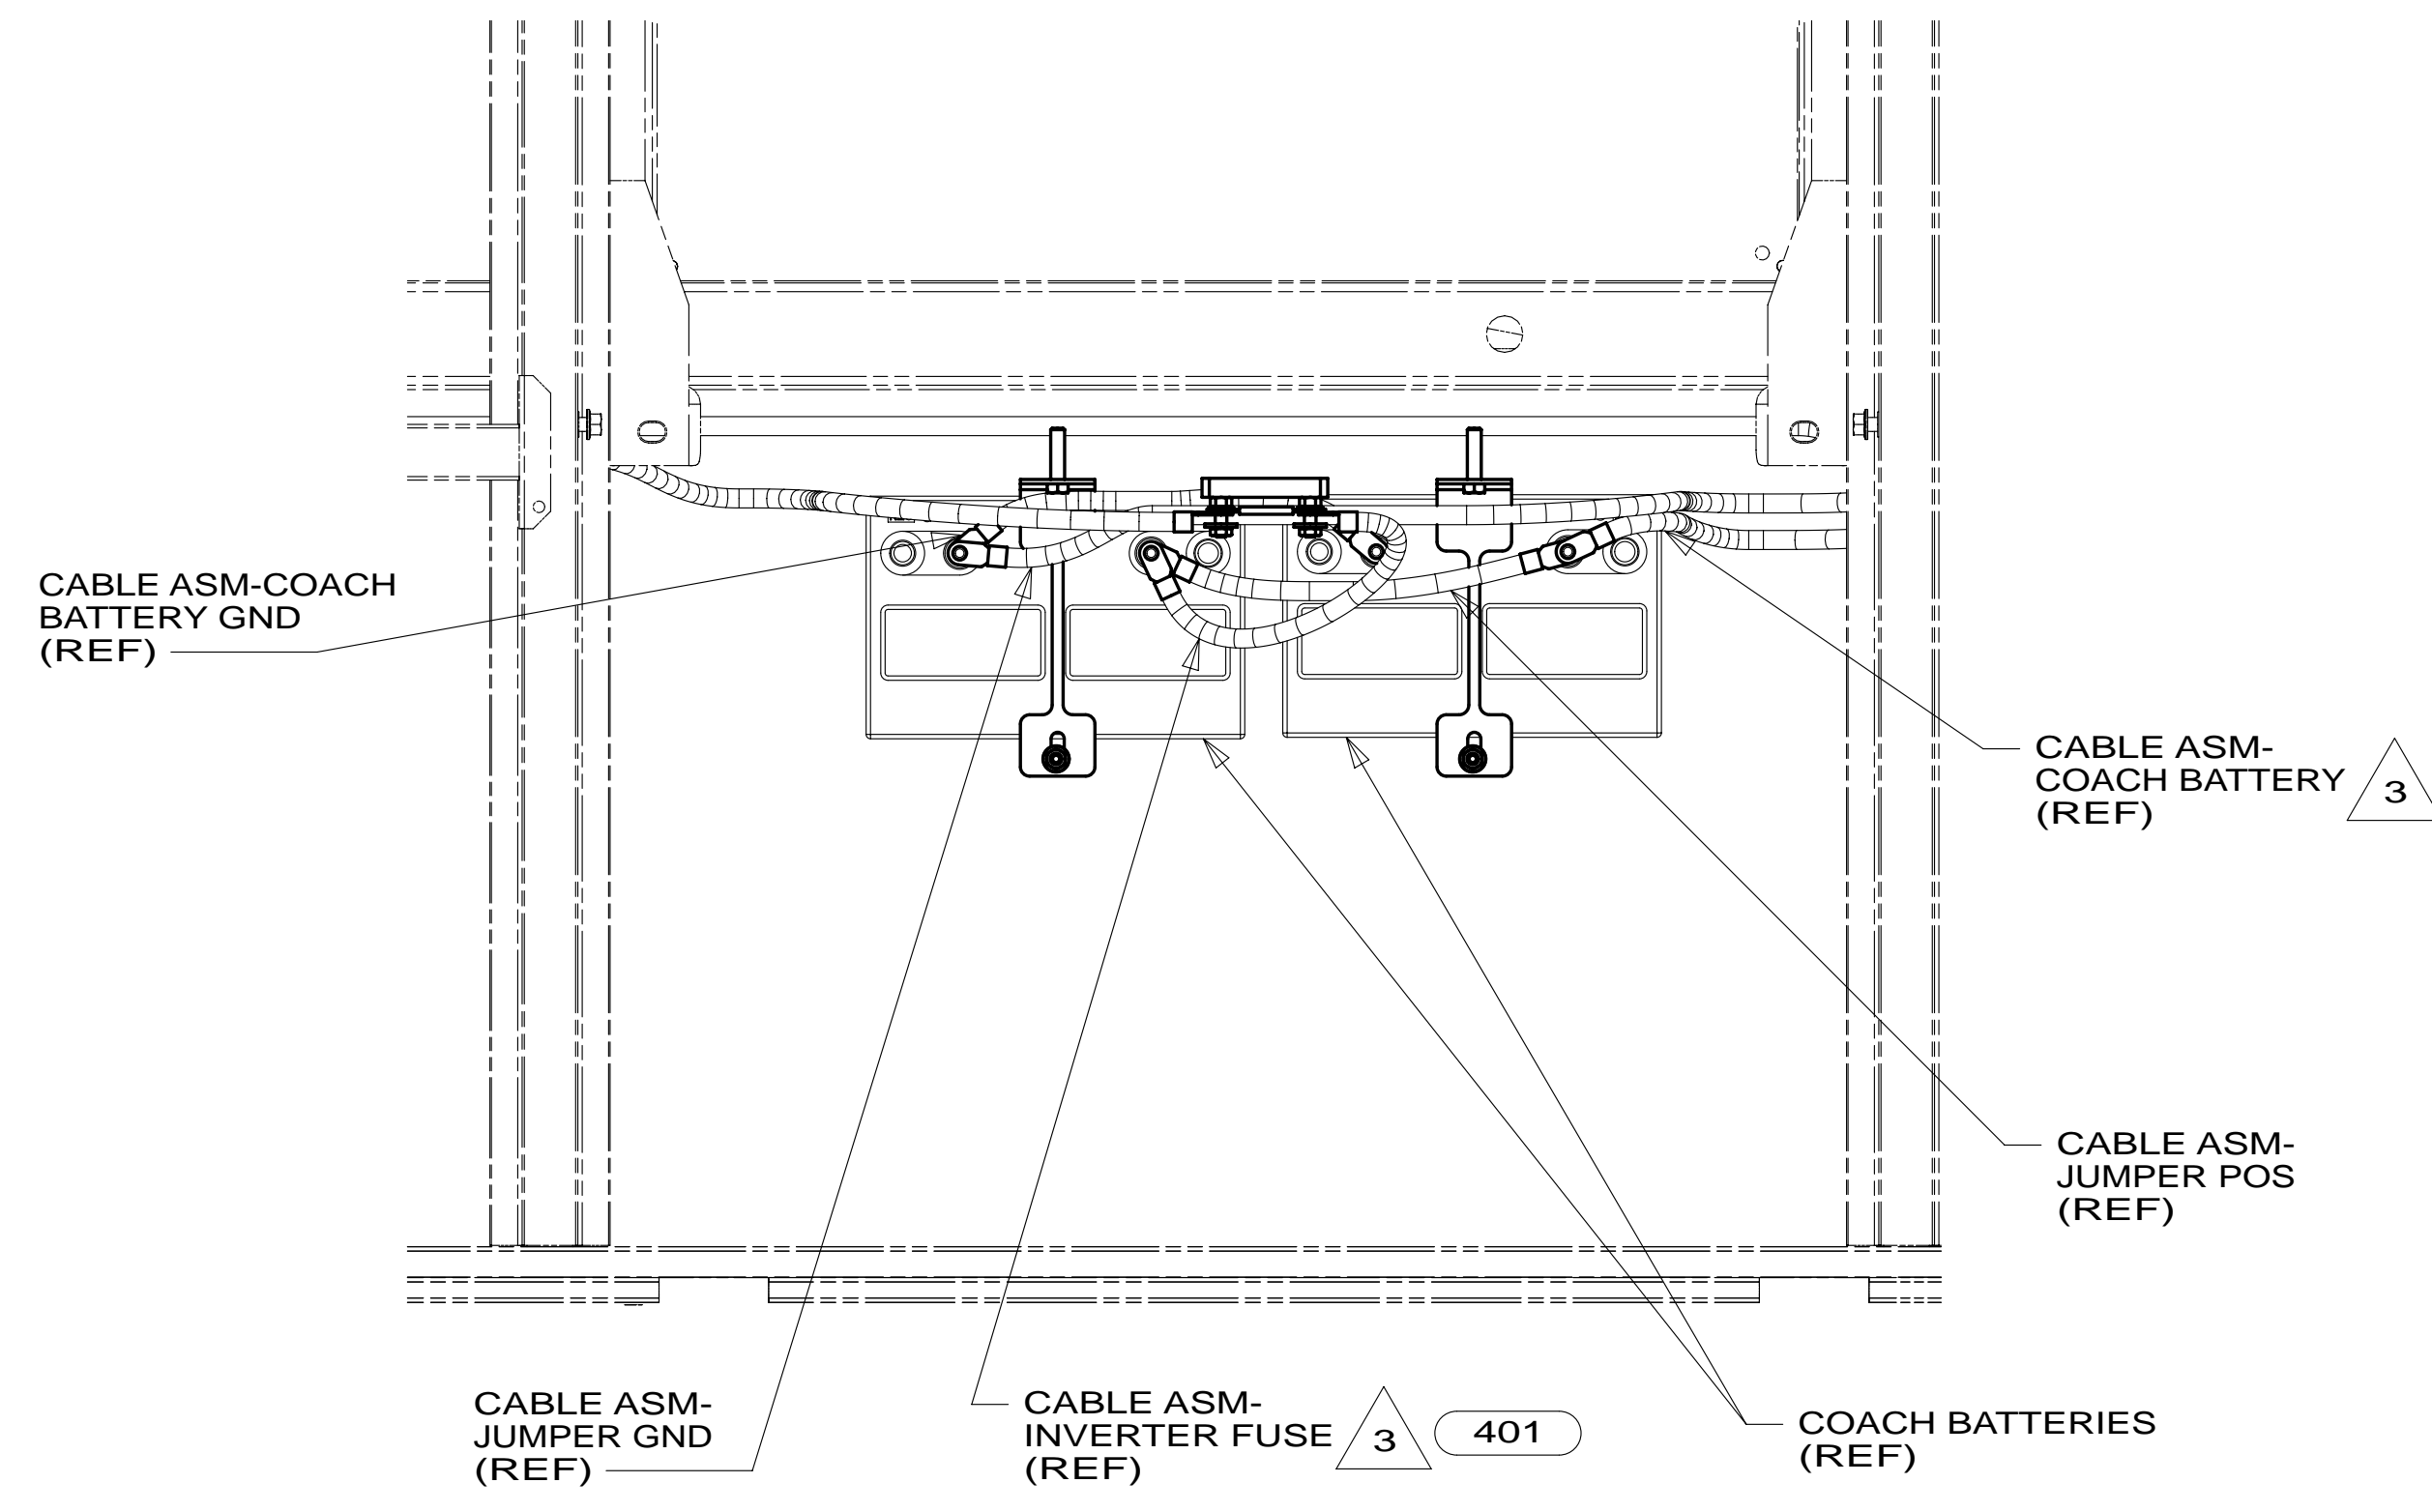 CABLE ASM-COACH
BATTERY GND
(REF)
CABLE ASM-
COACH BATTERY
(REF)
3
CABLE ASM-
JUMPER POS
(REF)
CABLE ASM-
JUMPER GND
(REF)
CABLE ASM-
INVERTER FUSE
(REF)
3
401
COACH BATTERIES
(REF)